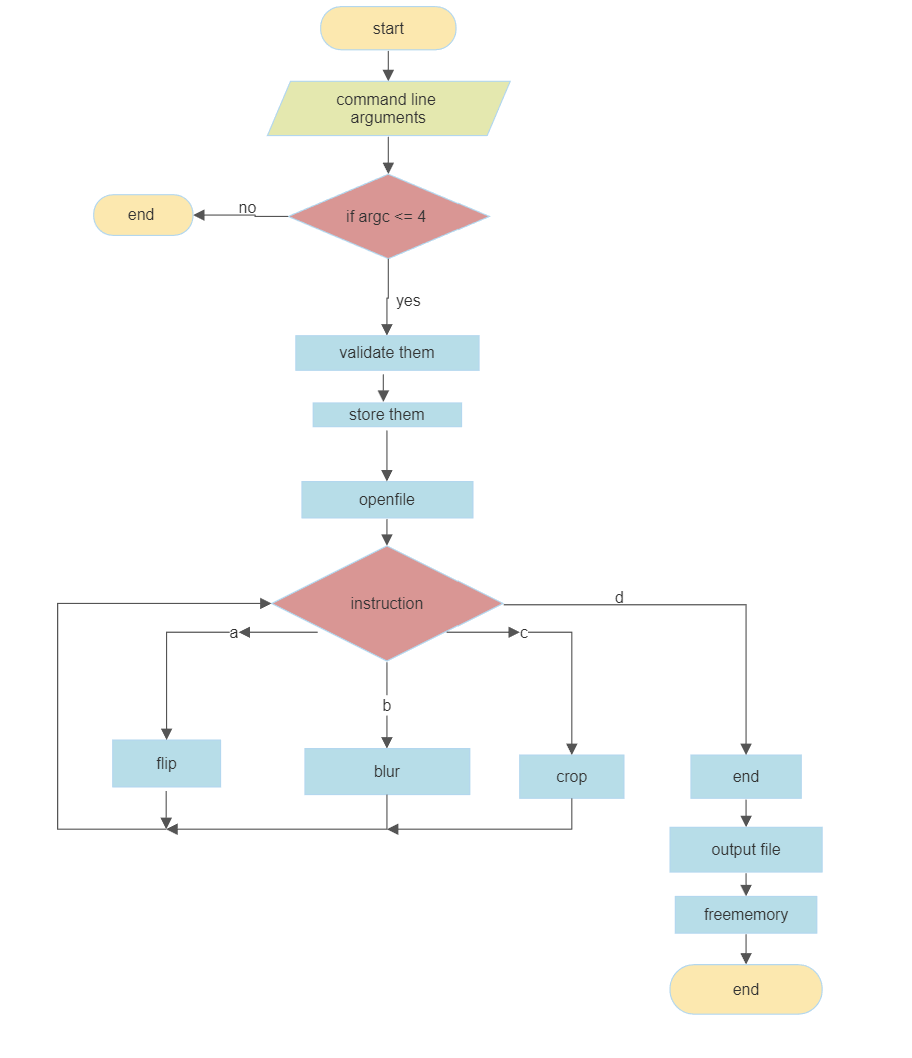 start
command line
arguments
if argc <= 4
no
end
yes
validate them
store them
openfile
instruction
d
a
c
b
flip
blur
crop
end
output file
freememory
end